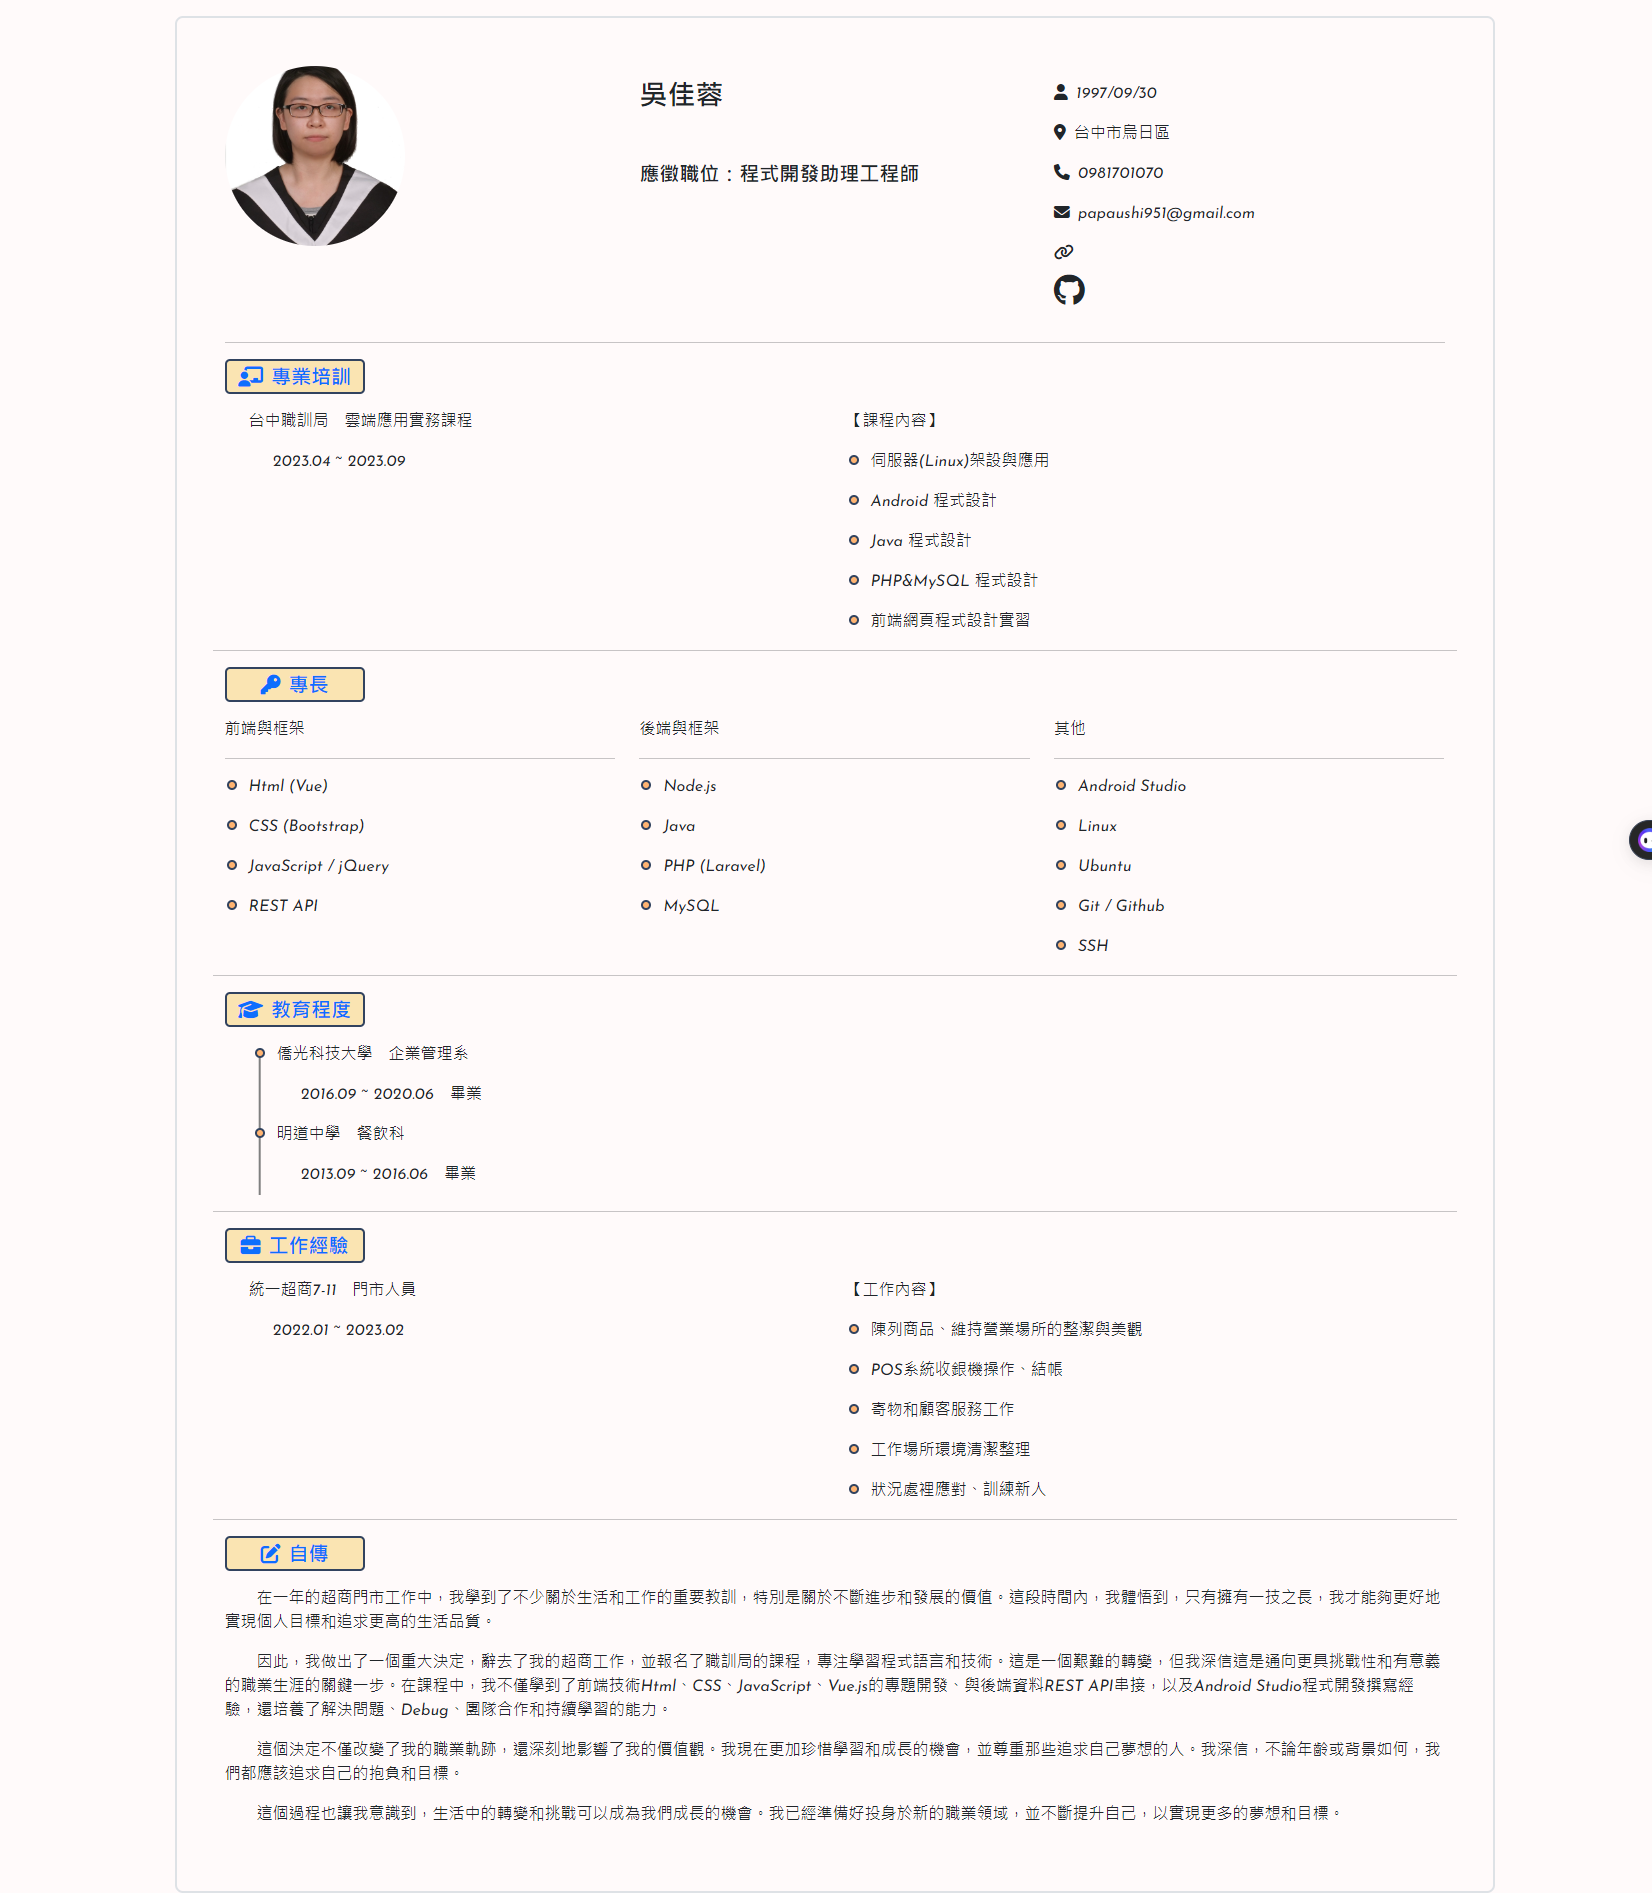 吳佳蓉
應徵職位：程式開發助理工程師
1997/09/30
台中市烏日區
0981701070
papaushi951@gmail.com
專業培訓
台中職訓局　雲端應用實務課程
2023.04 ~ 2023.09
【課程內容】
伺服器(Linux)架設與應用
Android 程式設計
Java 程式設計
PHP&MySQL 程式設計
前端網頁程式設計實習
專長
前端與框架
Html (Vue)
CSS (Bootstrap)
JavaScript / jQuery
REST API
後端與框架
Node.js
Java
PHP (Laravel)
MySQL
其他
Android Studio
Linux
Ubuntu
Git / Github
SSH
教育程度
僑光科技大學　企業管理系
2016.09 ~ 2020.06　畢業
明道中學　餐飲科
2013.09 ~ 2016.06　畢業
工作經驗
統一超商7-11　門市人員
2022.01 ~ 2023.02
【工作內容】
陳列商品、維持營業場所的整潔與美觀
POS系統收銀機操作、結帳
寄物和顧客服務工作
工作場所環境清潔整理
狀況處裡應對、訓練新人
自傳
在一年的超商門市工作中，我學到了不少關於生活和工作的重要教訓，特別是關於不斷進步和發展的價值。這段時間內，我體悟到，只有擁有一技之長，我才能夠更好地
實現個人目標和追求更高的生活品質。
因此，我做出了一個重大決定，辭去了我的超商工作，並報名了職訓局的課程，專注學習程式語言和技術。這是一個艱難的轉變，但我深信這是通向更具挑戰性和有意義
的職業生涯的關鍵一步。在課程中，我不僅學到了前端技術Html、CSS、JavaScript、Vue.js的專題開發、與後端資料REST API串接，以及Android Studio程式開發撰寫經
驗，還培養了解決問題、Debug、團隊合作和持續學習的能力。
這個決定不僅改變了我的職業軌跡，還深刻地影響了我的價值觀。我現在更加珍惜學習和成長的機會，並尊重那些追求自己夢想的人。我深信，不論年齡或背景如何，我
們都應該追求自己的抱負和目標。
這個過程也讓我意識到，生活中的轉變和挑戰可以成為我們成長的機會。我已經準備好投身於新的職業領域，並不斷提升自己，以實現更多的夢想和目標。